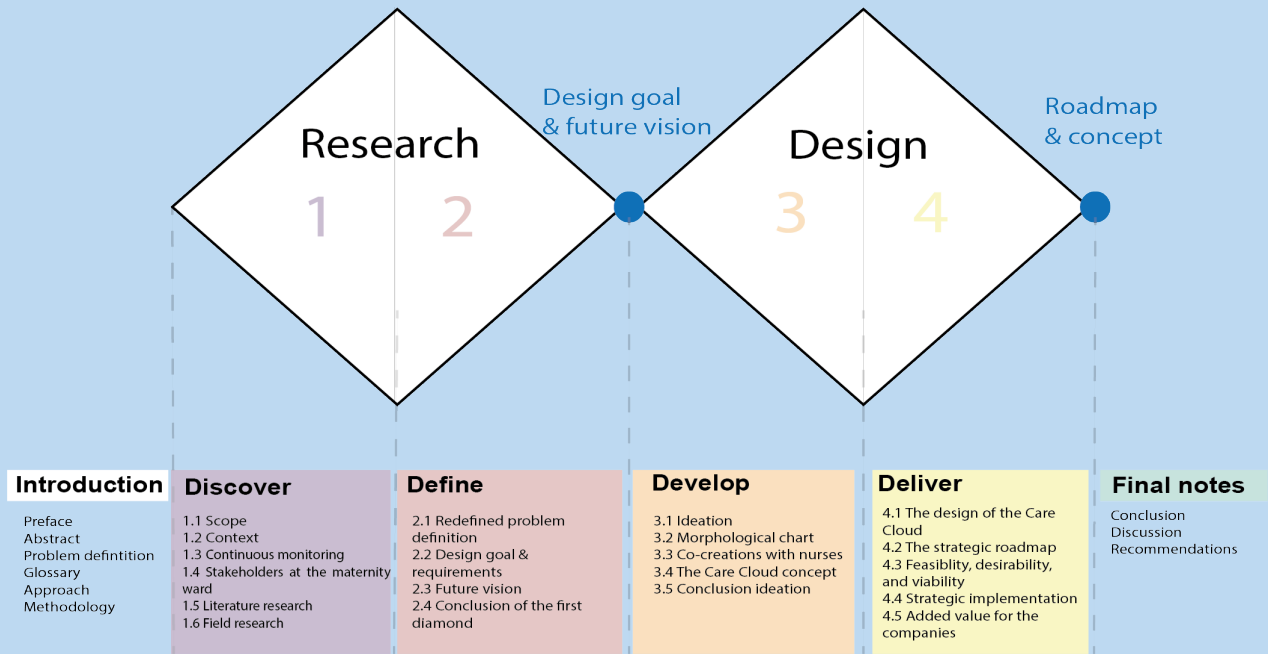 Design goal
& future vision
Roadmap
& concept
Research
Design
1
2
3
4
Introduction
Preface
Abstract
Problem defintition
Glossary
Approach
Methodology
Discover
1.1 Scope
1.2 Context
1.3 Continuous monitoring
1.4 Stakeholders at the maternity
ward
1.5 Literature research
1.6 Field research
Define
2.1 Redefined problem
definition
2.2 Design goal &
requirements
2.3 Future vision
2.4 Conclusion of the first
diamond
Develop
3.1 Ideation
3.2 Morphological chart
3.3 Co-creations with nurses
3.4 The Care Cloud concept
3.5 Conclusion ideation
Deliver
4.1 The design of the Care
Cloud
4.2 The strategic roadmap
4.3 Feasiblity, desirability,
and viability
4.4 Strategic implementation
4.5 Added value for the
companies
Final notes
Conclusion
Discussion
Recommendations